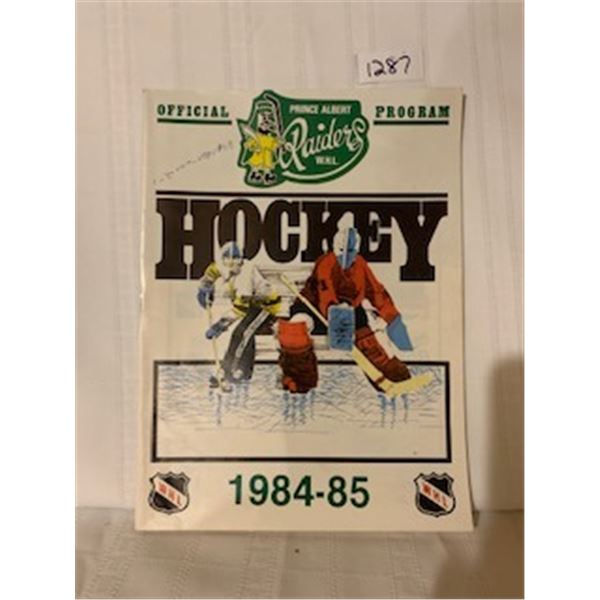 1287
OFFICIAL PROGRAM
PRINCE ALBERT
Raiders
W.H.L.
HOCKEY
1984-85
WHL WHL